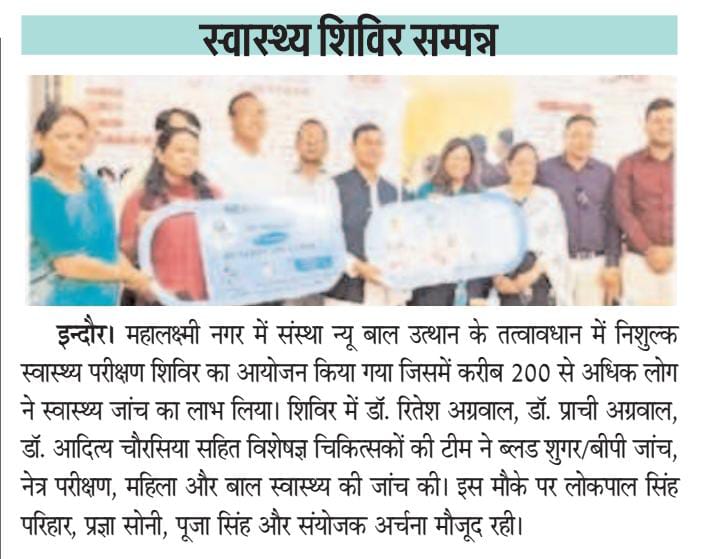 स्वास्थ्य शिविर सम्पन्न
इन्दौर। महालक्ष्मी नगर में संस्था न्यू बाल उत्थान के तत्वावधान में निशुल्क
स्वास्थ्य परीक्षण शिविर का आयोजन किया गया जिसमें करीब 200 से अधिक लोग
ने स्वास्थ्य जांच का लाभ लिया। शिविर में डॉ. रितेश अग्रवाल, डॉ. प्राची अग्रवाल,
डॉ. आदित्य चौरसिया सहित विशेषज्ञ चिकित्सकों की टीम ने ब्लड शुगर/बीपी जांच,
नेत्र परीक्षण, महिला और बाल स्वास्थ्य की जांच की। इस मौके पर लोकपाल सिंह
परिहार, प्रज्ञा सोनी, पूजा सिंह और संयोजक अर्चना मौजूद रही।